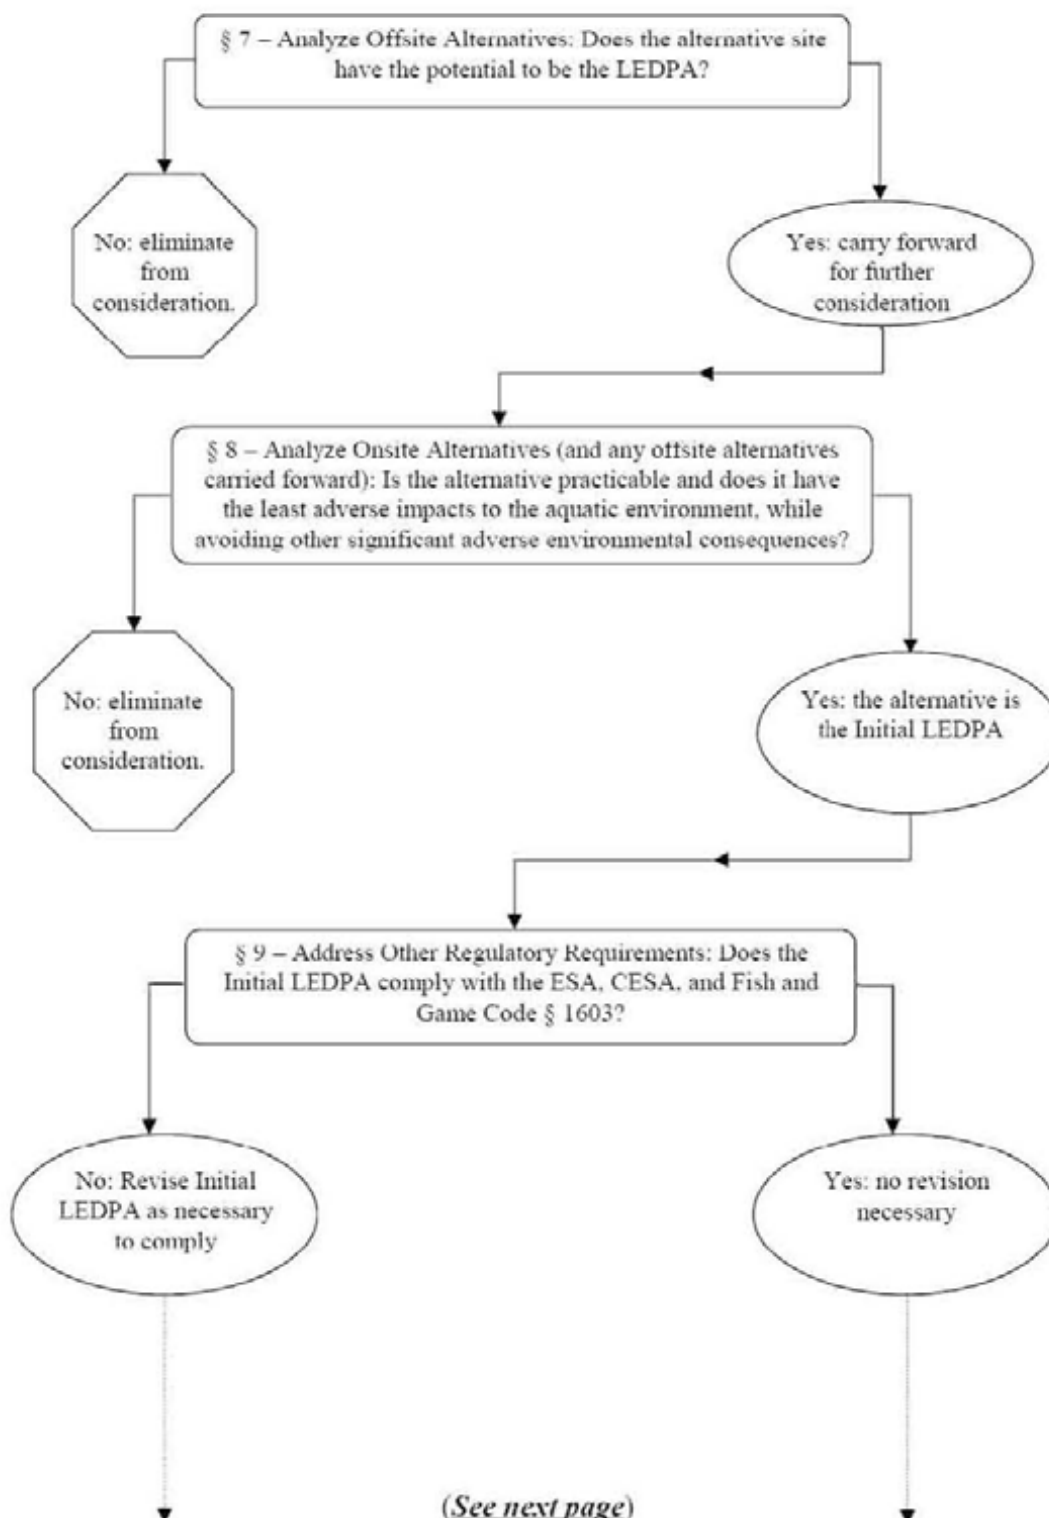 § 7 – Analyze Offsite Alternatives: Does the alternative site
have the potential to be the LEDPA?
No: eliminate
from
consideration.
Yes: carry forward
for further
consideration
§ 8 – Analyze Onsite Alternatives (and any offsite alternatives
carried forward): Is the alternative practicable and does it have
the least adverse impacts to the aquatic environment, while
avoiding other significant adverse environmental consequences?
No: eliminate
from
consideration.
Yes: the alternative is
the Initial LEDPA
§ 9 – Address Other Regulatory Requirements: Does the
Initial LEDPA comply with the ESA, CESA, and Fish and
Game Code § 1603?
No: Revise Initial
LEDPA as necessary
to comply
Yes: no revision
necessary
(See next page)